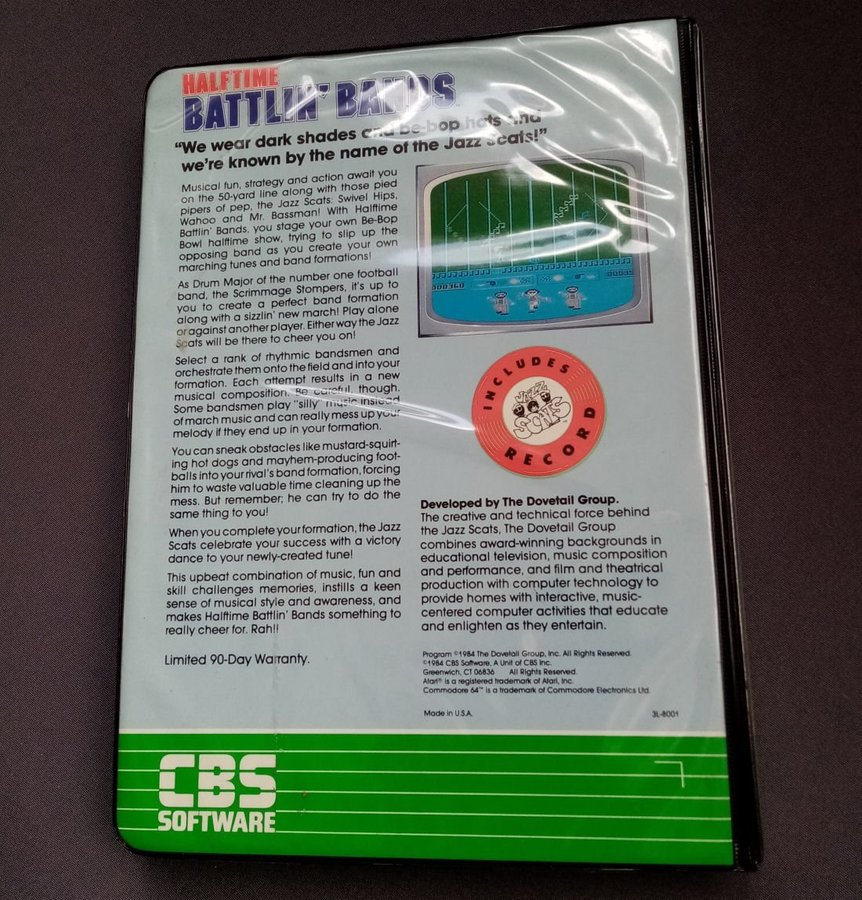 HALFTIME
BATTLIN' BANDS
"We wear dark shades and be-bop hats and
we're known by the name of the Jazz Scats!"
Musical fun, strategy and action await you
on the 50-yard line along with those pied
pipers of pep, the Jazz Scats: Swivel Hips,
Wahoo and Mr. Bassman! With Halftime
Battlin' Bands, you stage your own Be-Bop
Bowl halftime show, trying to slip up the
opposing band as you create your own
marching tunes and band formations!
As Drum Major of the number one football
band, the Scrimmage Stompers, it's up to
you to create a perfect band formation
along with a sizzlin' new march! Play alone
or against another player. Either way the Jazz
Scats will be there to cheer you on!
Select a rank of rhythmic bandsmen and
orchestrate them onto the field and into your
formation. Each attempt results in a new
musical composition. Be careful, though.
Some bandsmen play "silly" music instead
of march music and can really mess up your
melody if they end up in your formation.
You can sneak obstacles like mustard-squirt-
ing hot dogs and mayhem-producing foot-
balls into your rival's band formation, forcing
him to waste valuable time cleaning up the
mess. But remember; he can try to do the
same thing to you!
When you complete your formation, the Jazz
Scats celebrate your success with a victory
dance to your newly-created tune!
This upbeat combination of music, fun and
skill challenges memories, instills a keen
sense of musical style and awareness, and
makes Halftime Battlin' Bands something to
really cheer for. Rah!!
Limited 90-Day Warranty.
000360
INCLUDES
JAZZ
SCATS
RECORD
Developed by The Dovetail Group.
The creative and technical force behind
the Jazz Scats, The Dovetail Group
combines award-winning backgrounds in
educational television, music composition
and performance, and film and theatrical
production with computer technology to
provide homes with interactive, music-
centered computer activities that educate
and enlighten as they entertain.
Program ©1984 The Dovetail Group, Inc. All Rights Reserved.
©1984 CBS Software, A Unit of CBS Inc.
Greenwich, CT 06836 All Rights Reserved.
Atari® is a registered trademark of Atari, Inc.
Commodore 64™ is a trademark of Commodore Electronics Ltd.
Made in U.S.A. 3L-8001
CBS
SOFTWARE